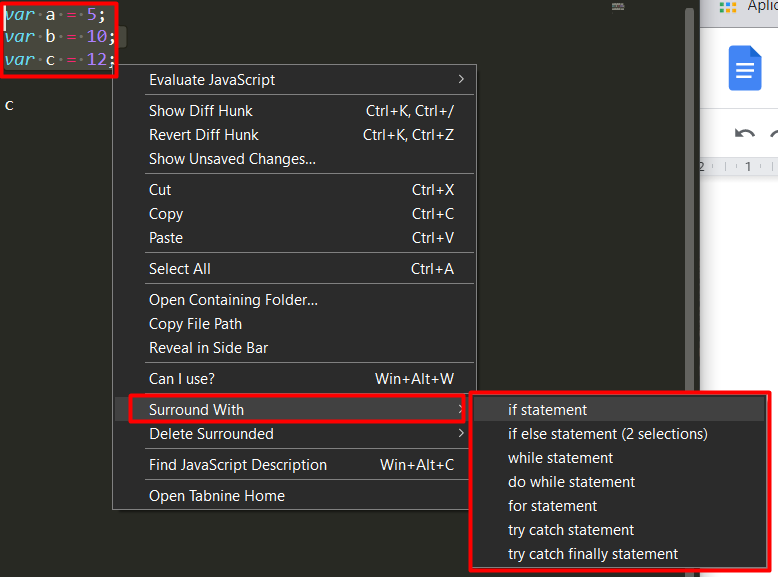 var a = 5;
var b = 10;
var c = 12;
c
Evaluate JavaScript
Show Diff Hunk Ctrl+K, Ctrl+/
Revert Diff Hunk Ctrl+K, Ctrl+Z
Show Unsaved Changes...
Cut Ctrl+X
Copy Ctrl+C
Paste Ctrl+V
Select All Ctrl+A
Open Containing Folder...
Copy File Path
Reveal in Side Bar
Can I use? Win+Alt+W
Surround With
Delete Surrounded
Find JavaScript Description Win+Alt+C
Open Tabnine Home
if statement
if else statement (2 selections)
while statement
do while statement
for statement
try catch statement
try catch finally statement
Aplic
2 1